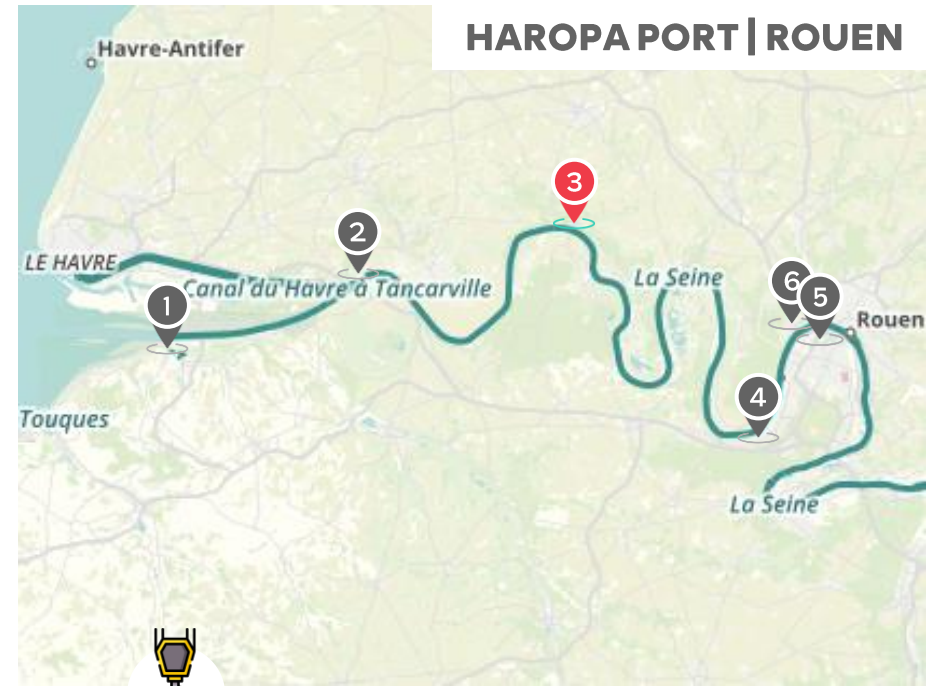 HAROPA PORT | ROUEN
Havre-Antifer
3
2
LE HAVRE
La Seine
Canal du Havre à Tancarville
6
5
1
Rouen
4
Touques
La Seine